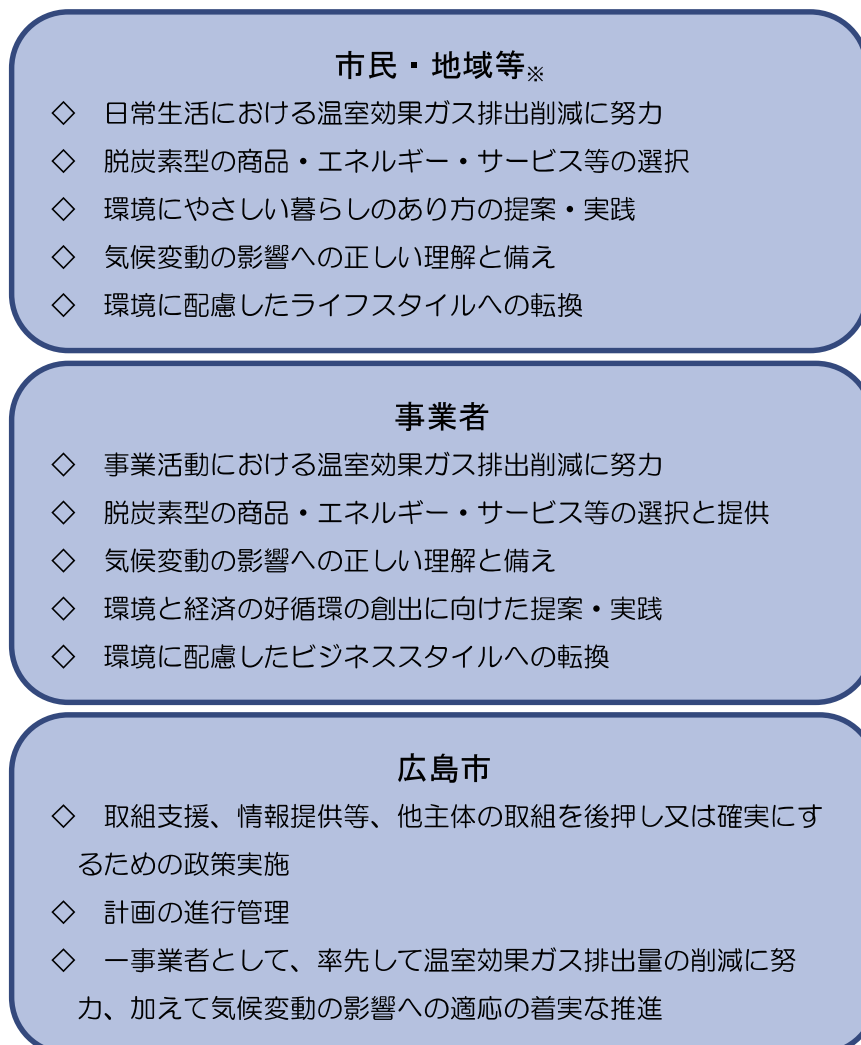 市民・地域等※
◇　日常生活における温室効果ガス排出削減に努力
◇　脱炭素型の商品・エネルギー・サービス等の選択
◇　環境にやさしい暮らしのあり方の提案・実践
◇　気候変動の影響への正しい理解と備え
◇　環境に配慮したライフスタイルへの転換
事業者
◇　事業活動における温室効果ガス排出削減に努力
◇　脱炭素型の商品・エネルギー・サービス等の選択と提供
◇　気候変動の影響への正しい理解と備え
◇　環境と経済の好循環の創出に向けた提案・実践
◇　環境に配慮したビジネススタイルへの転換
広島市
◇　取組支援、情報提供等、他主体の取組を後押し又は確実にす
るための政策実施
◇　計画の進行管理
◇　一事業者として、率先して温室効果ガス排出量の削減に努
力、加えて気候変動の影響への適応の着実な推進